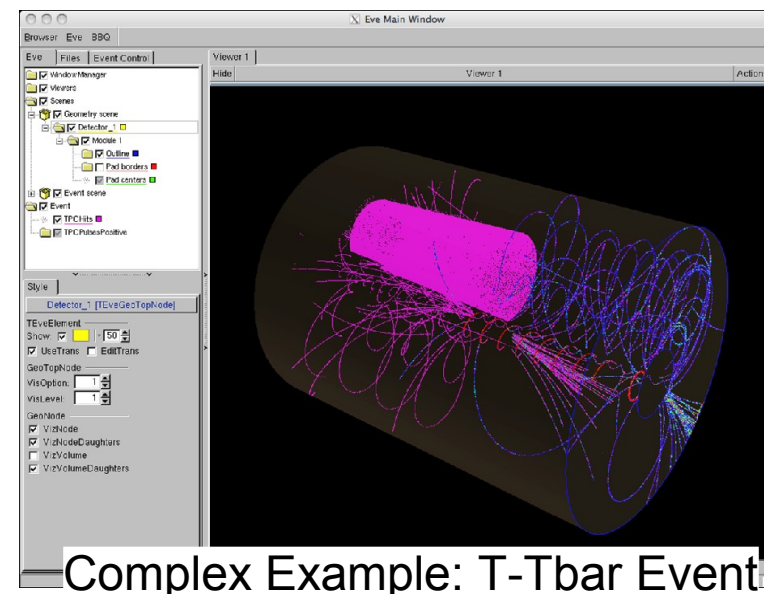 Eve Main Window
Browser Eve BBQ
Eve Files Event Control
Viewer 1
Hide Viewer 1 Action
WindowManager
Viewers
Scenes
Geometry scene
Detector_1
Module 1
Outline
Pad borders
Pad centers
Event scene
Event
TPCHits
TPCPulsesPositive
Style
Detector_1 [TEveGeoTopNode]
TEveElement
Show: 50
UseTrans EditTrans
GeoTopNode
VisOption: 1
VisLevel: 1
GeoNode
VizNode
VizNodeDaughters
VizVolume
VizVolumeDaughters
Complex Example: T-Tbar Event